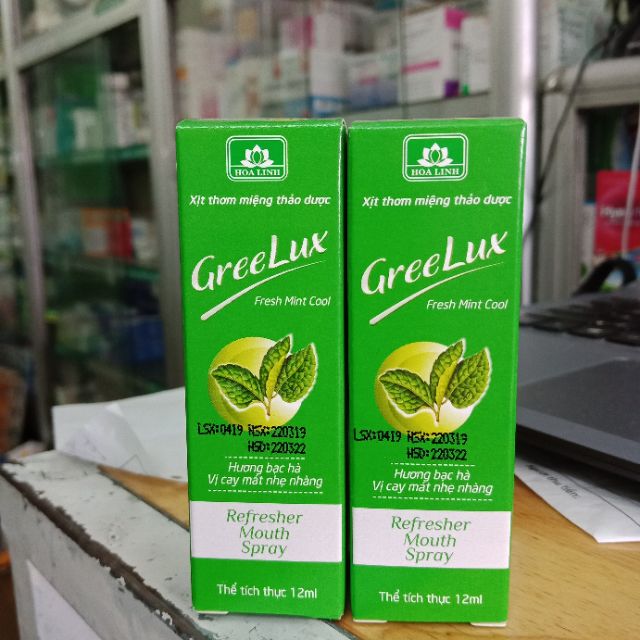 HOA LINH
Xịt thơm miệng thảo dược
GreeLux
Fresh Mint Cool
LSX:0419 NSX:220319
HSD:220322
Hương bạc hà
Vị cay mát nhẹ nhàng
Refresher
Mouth
Spray
Thể tích thực 12ml
HOA LINH
Xịt thơm miệng thảo dược
GreeLux
Fresh Mint Cool
LSX:0419 NSX:220319
HSD:220322
Hương bạc hà
Vị cay mát nhẹ nhàng
Refresher
Mouth
Spray
Thể tích thực 12ml